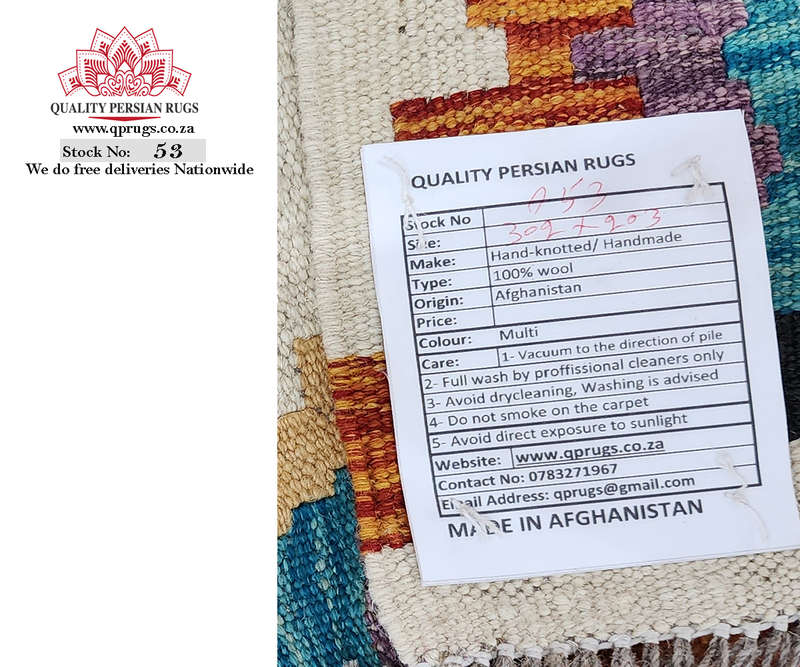 QUALITY PERSIAN RUGS
www.qprugs.co.za
Stock No: 53
We do free deliveries Nationwide
QUALITY PERSIAN RUGS
Stock No 053
Size: 302 x 203
Make: Hand-knotted/ Handmade
Type: 100% wool
Origin: Afghanistan
Price:
Colour: Multi
Care: 1- Vacuum to the direction of pile
2- Full wash by proffissional cleaners only
3- Avoid drycleaning, Washing is advised
4- Do not smoke on the carpet
5- Avoid direct exposure to sunlight
Website: www.qprugs.co.za
Contact No: 0783271967
Email Address: qprugs@gmail.com
MADE IN AFGHANISTAN